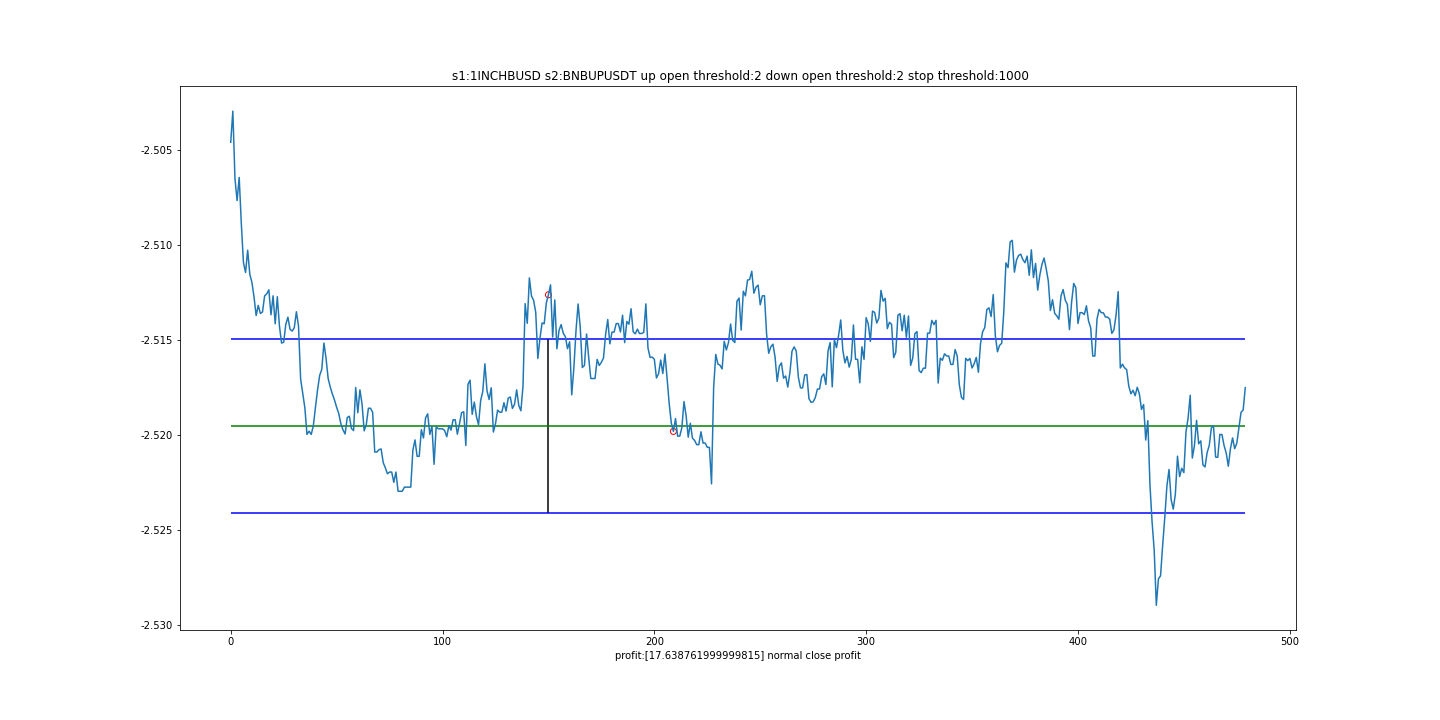 s1:1INCHBUSD s2:BNBUPUSDT up open threshold:2 down open threshold:2 stop threshold:1000
-2.505
-2.510
-2.515
-2.520
-2.525
-2.530
0 100 200 300 400 500
profit:[17.638761999999815] normal close profit